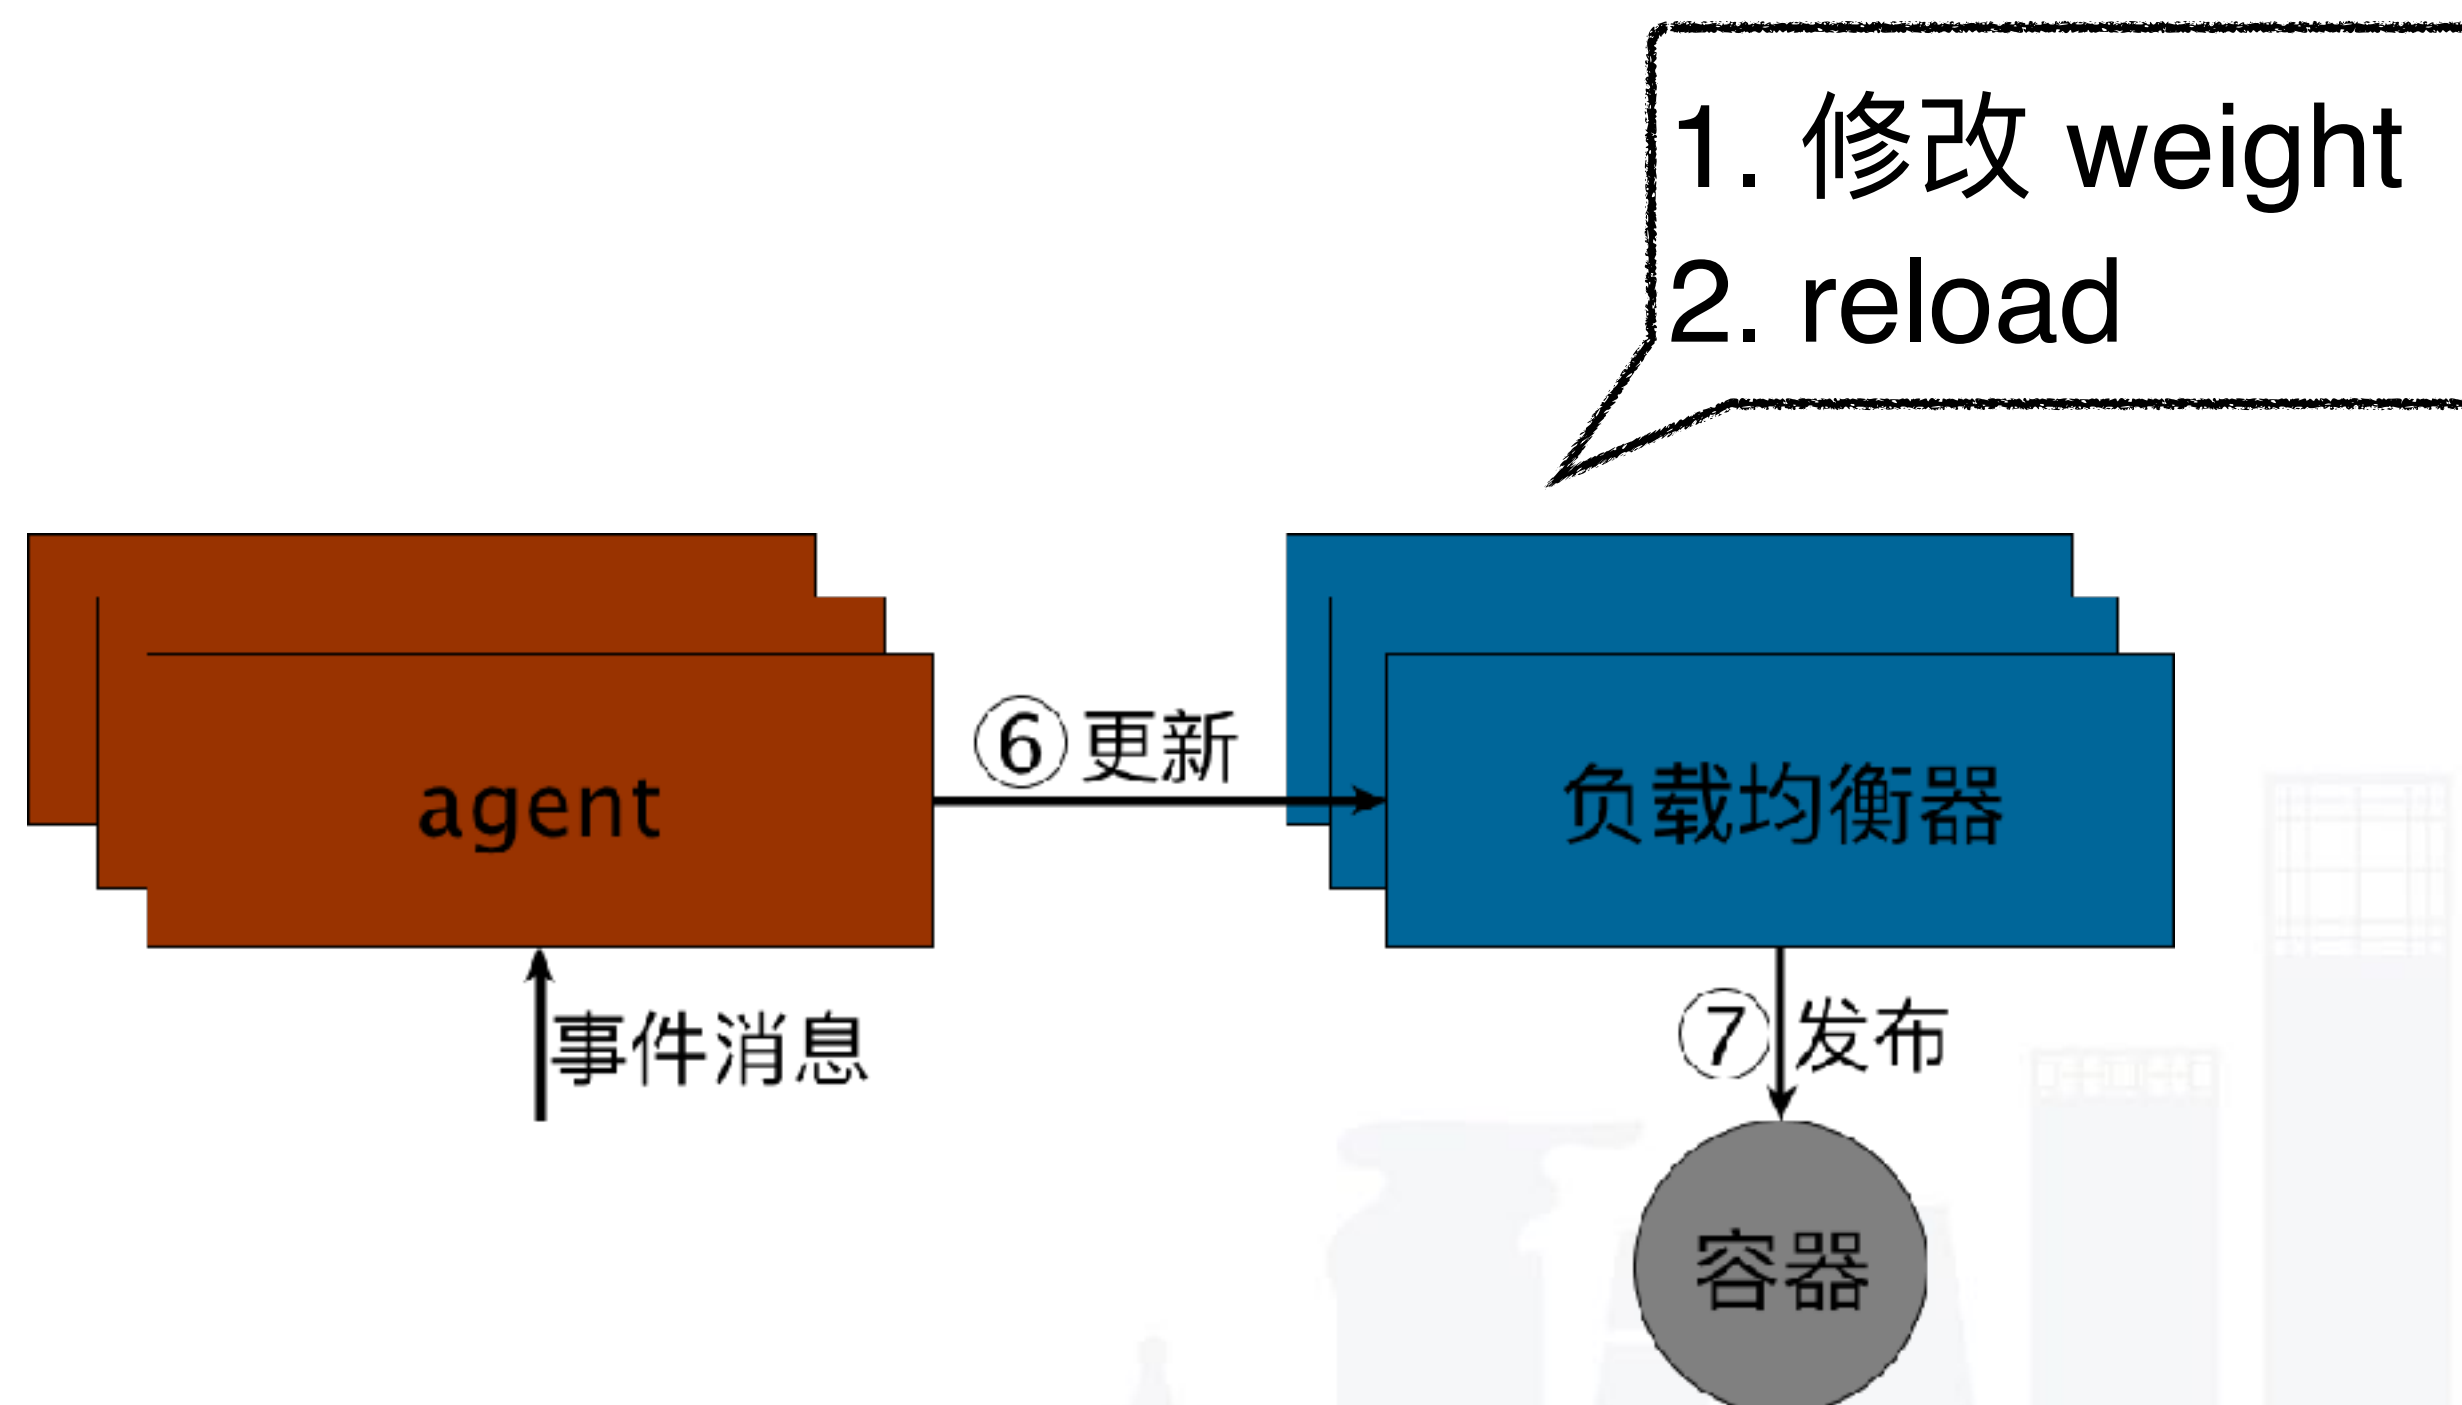 1. 修改 weight
2. reload
⑥更新
agent
负载均衡器
事件消息
⑦发布
容器